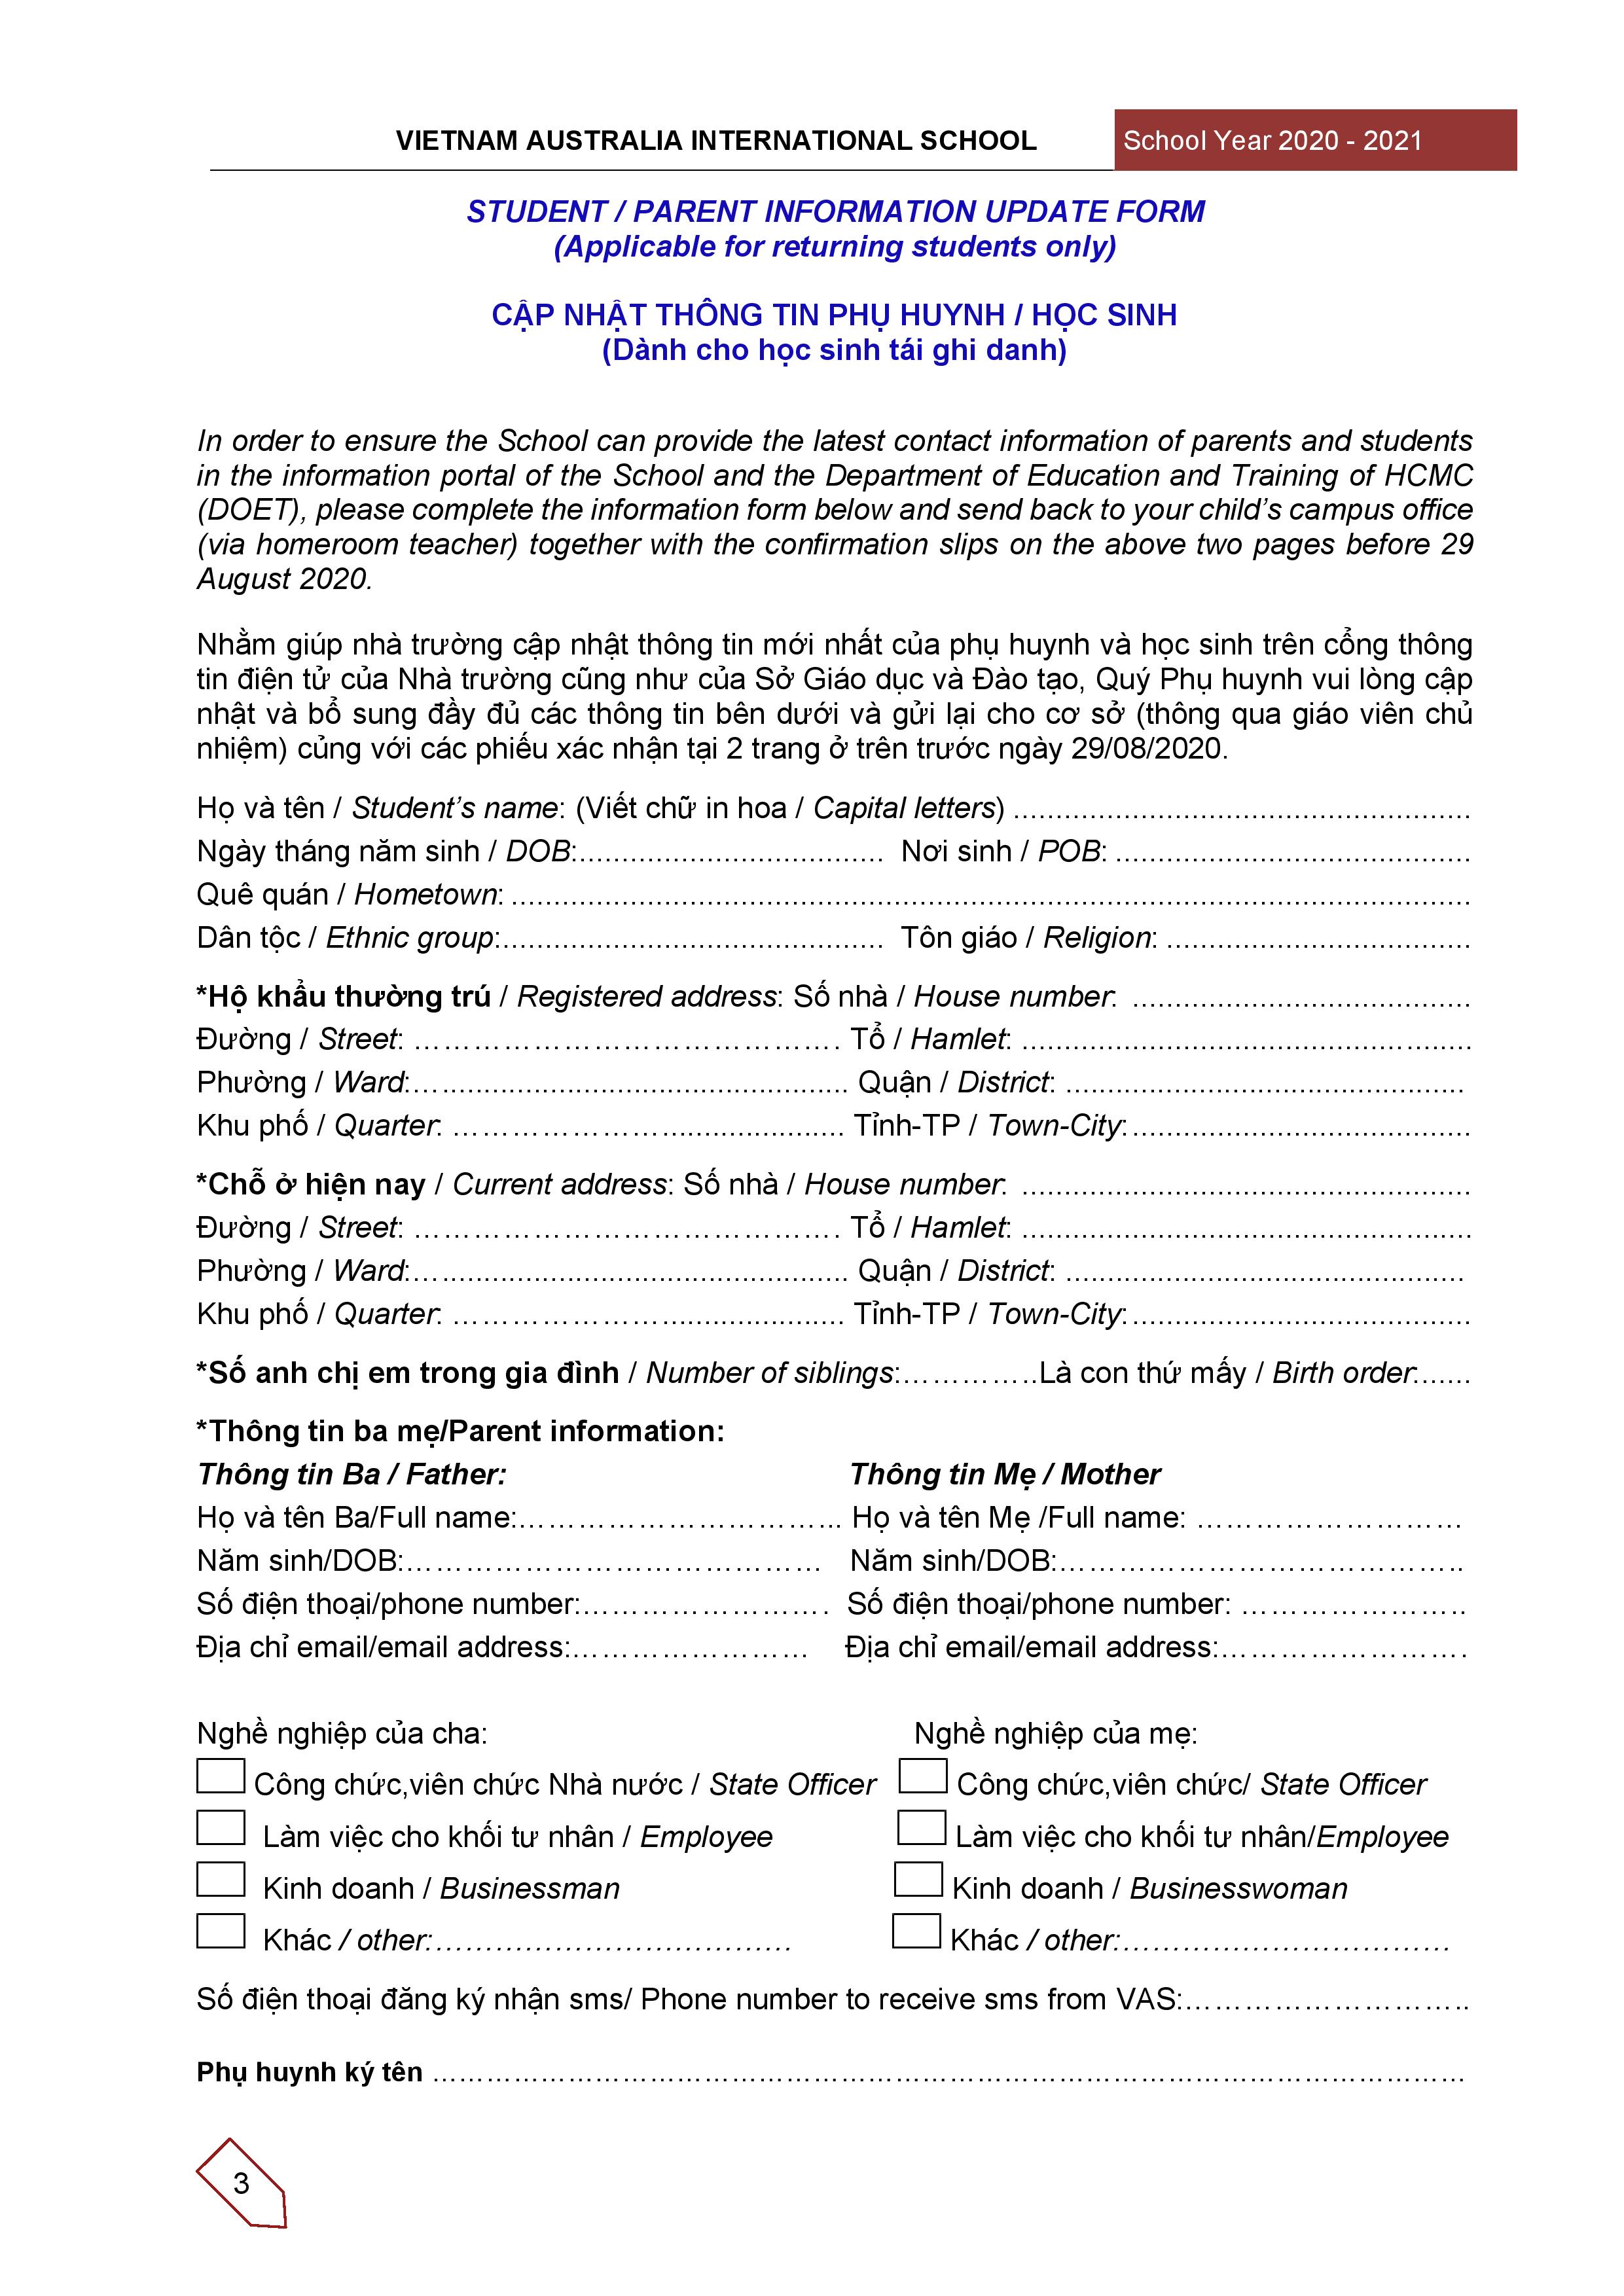 VIETNAM AUSTRALIA INTERNATIONAL SCHOOL School Year 2020 - 2021
STUDENT / PARENT INFORMATION UPDATE FORM
(Applicable for returning students only)
CẬP NHẬT THÔNG TIN PHỤ HUYNH / HỌC SINH
(Dành cho học sinh tái ghi danh)
In order to ensure the School can provide the latest contact information of parents and students
in the information portal of the School and the Department of Education and Training of HCMC
(DOET), please complete the information form below and send back to your child's campus office
(via homeroom teacher) together with the confirmation slips on the above two pages before 29
August 2020.
Nhằm giúp nhà trường cập nhật thông tin mới nhất của phụ huynh và học sinh trên cổng thông
tin điện tử của Nhà trường cũng như của Sở Giáo dục và Đào tạo, Quý Phụ huynh vui lòng cập
nhật và bổ sung đầy đủ các thông tin bên dưới và gửi lại cho cơ sở (thông qua giáo viên chủ
nhiệm) củng với các phiếu xác nhận tại 2 trang ở trên trước ngày 29/08/2020.
Họ và tên / Student's name: (Viết chữ in hoa / Capital letters) ......................................................
Ngày tháng năm sinh / DOB:.................................... Nơi sinh / POB: ..........................................
Quê quán / Hometown: .................................................................................................................
Dân tộc / Ethnic group:............................................. Tôn giáo / Religion: ....................................
*Hộ khẩu thường trú / Registered address: Số nhà / House number: ........................................
Đường / Street: ……………………………………. Tổ / Hamlet: .....................................................
Phường / Ward:…................................................ Quận / District: ...............................................
Khu phố / Quarter: …………………..................... Tỉnh-TP / Town-City:........................................
*Chỗ ở hiện nay / Current address: Số nhà / House number: .....................................................
Đường / Street: ……………………………………. Tổ / Hamlet: .....................................................
Phường / Ward:…................................................ Quận / District: ...............................................
Khu phố / Quarter: …………………..................... Tỉnh-TP / Town-City:........................................
*Số anh chị em trong gia đình / Number of siblings:…………..Là con thứ mấy / Birth order:......
*Thông tin ba mẹ/Parent information:
Thông tin Ba / Father: Thông tin Mẹ / Mother
Họ và tên Ba/Full name:………………………….. Họ và tên Mẹ /Full name: ………………………
Năm sinh/DOB:…………………………………… Năm sinh/DOB:…………………………………..
Số điện thoại/phone number:……………………. Số điện thoại/phone number: …………………..
Địa chỉ email/email address:…………………… Địa chỉ email/email address:…………………….
Nghề nghiệp của cha: Nghề nghiệp của mẹ:
Công chức,viên chức Nhà nước / State Officer Công chức,viên chức/ State Officer
Làm việc cho khối tư nhân / Employee Làm việc cho khối tư nhân/Employee
Kinh doanh / Businessman Kinh doanh / Businesswoman
Khác / other:……………………………… Khác / other:……………………………
Số điện thoại đăng ký nhận sms/ Phone number to receive sms from VAS:………………………..
Phụ huynh ký tên ……………………………………………………………………………………………
3